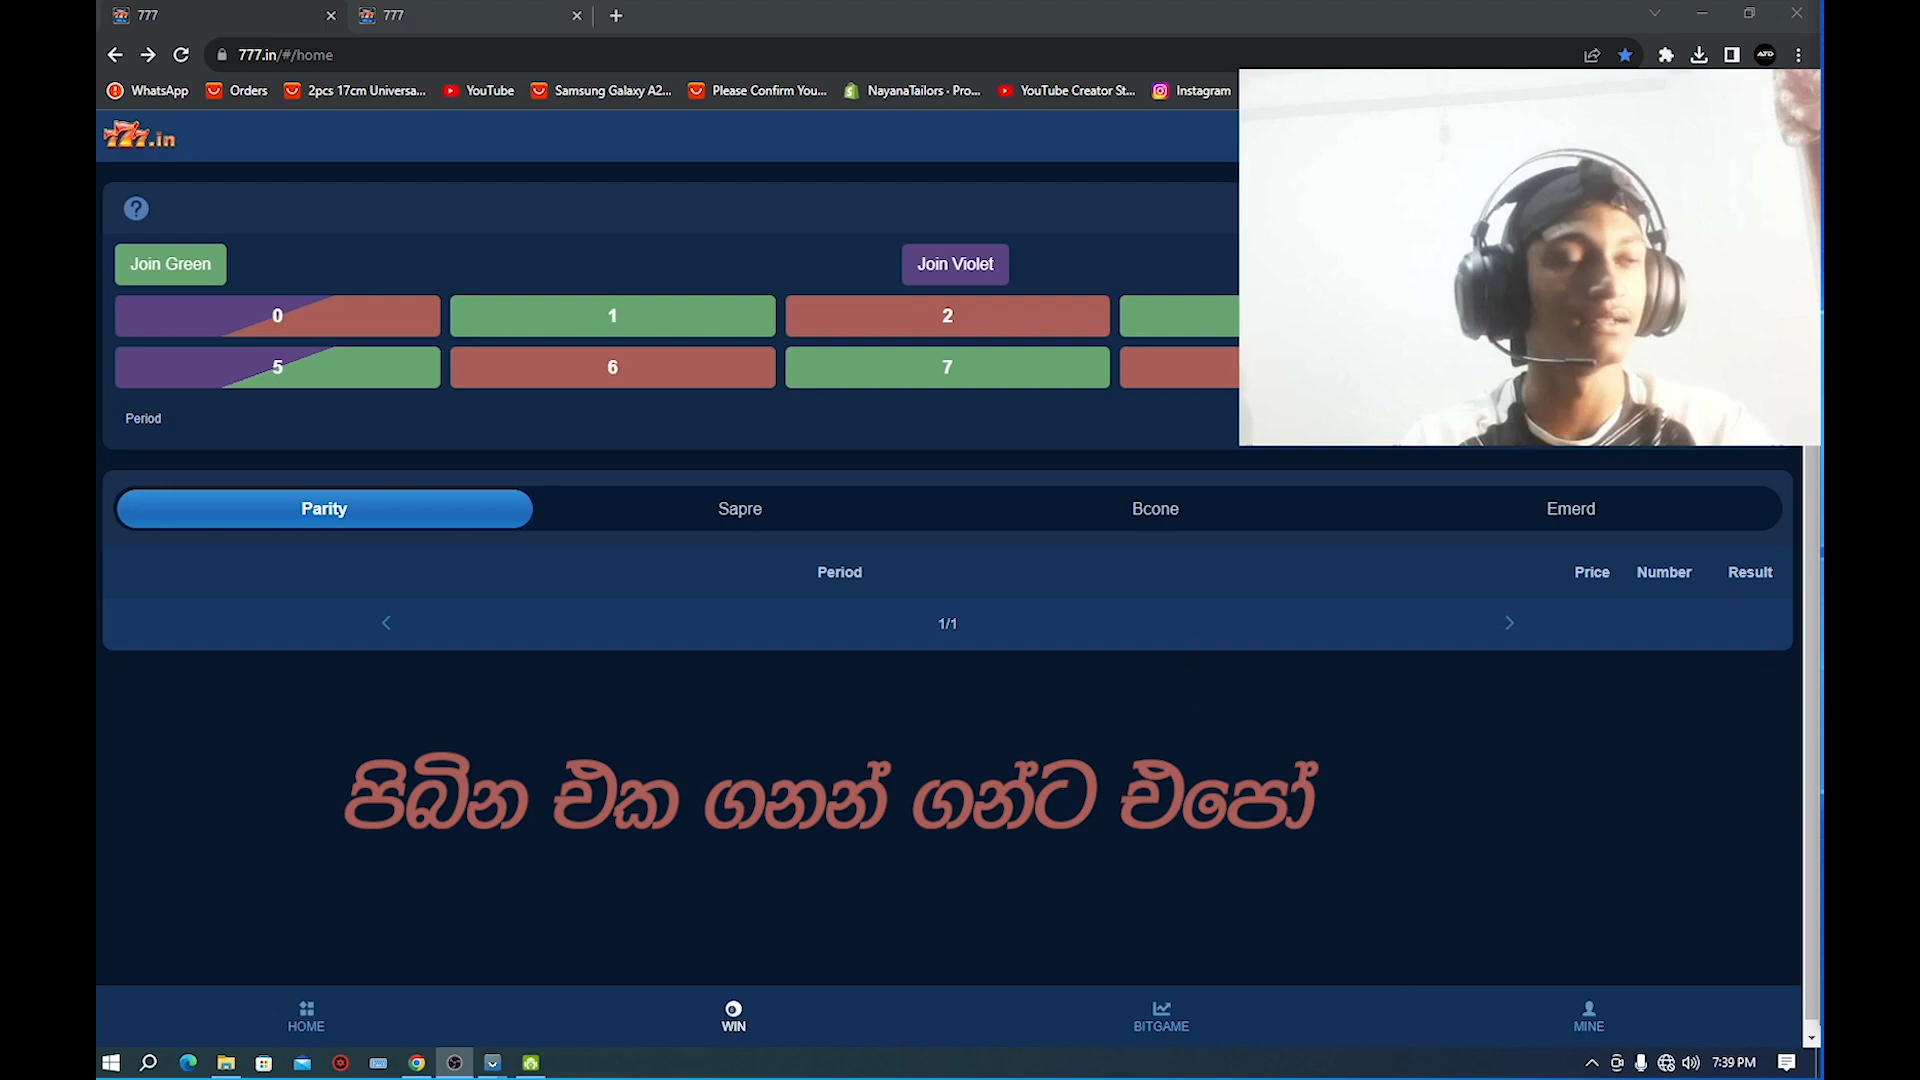 777
777
777.in/#/home
ATD
WhatsApp Orders 2pcs 17cm Universa... YouTube Samsung Galaxy A2... Please Confirm You... NayanaTailors · Pro... YouTube Creator St... Instagram
777.in
?
Join Green Join Violet
0 1 2
5 6 7
Period
Parity Sapre Bcone Emerd
Period Price Number Result
1/1
පිබින එක ගනන් ගන්ට එපෝ
HOME WIN BITGAME MINE
7:39 PM